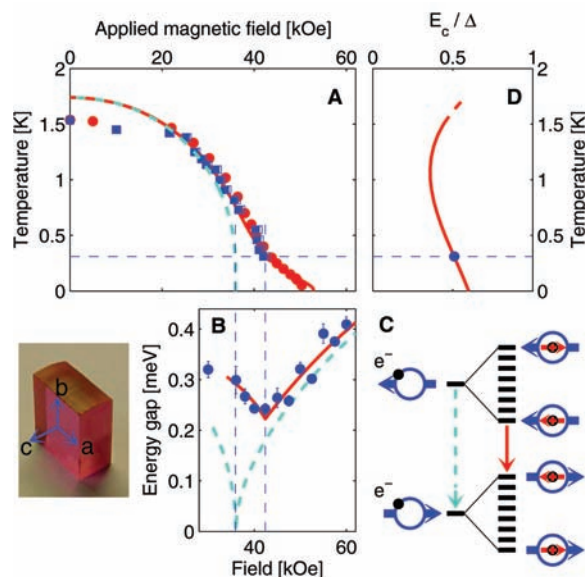 Applied magnetic field [kOe]
E_c / Δ
0 20 40 60
0 0.5 1
2
1.5
1
0.5
0
Temperature [K]
A
D
2
1.5
1
0.5
0
Temperature [K]
B
C
0.4
0.3
0.2
0.1
0
Energy gap [meV]
40 60
Field [kOe]
b
c
a
e⁻
e⁻